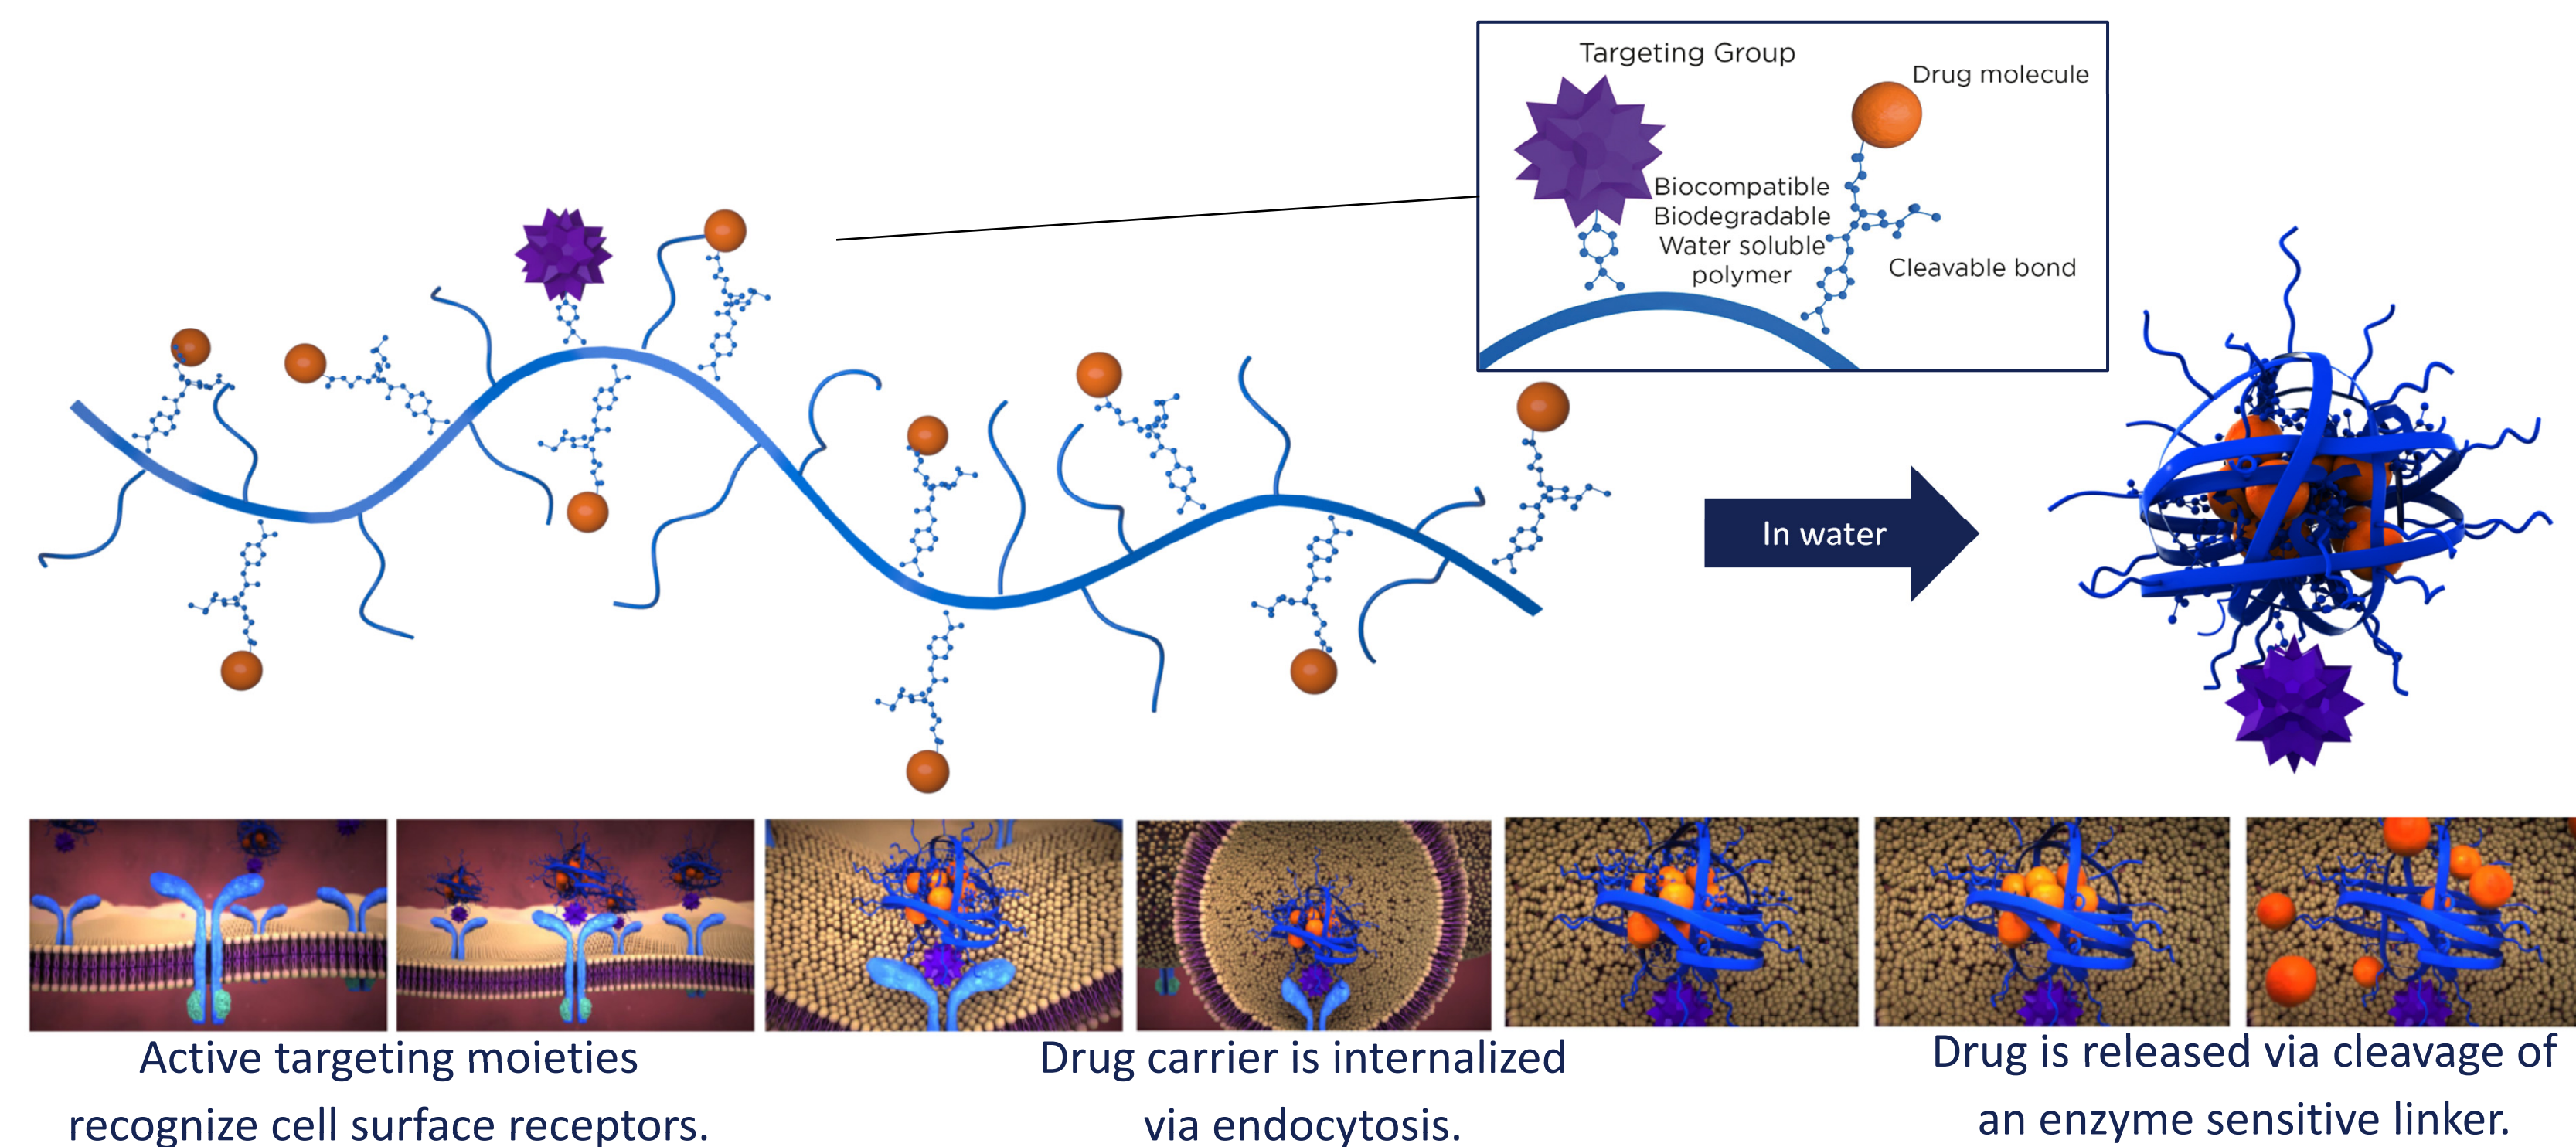 Targeting Group
Drug molecule
Biocompatible
Biodegradable
Water soluble
polymer
Cleavable bond
In water
Active targeting moieties
recognize cell surface receptors.
Drug carrier is internalized
via endocytosis.
Drug is released via cleavage of
an enzyme sensitive linker.